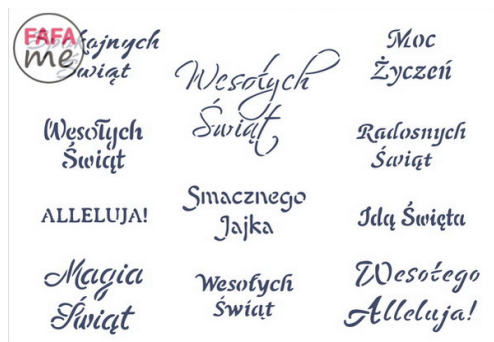 FAFA
me
Spokojnych
Świąt
Wesołych
Świąt
Moc
Życzeń
Wesołych
Świąt
Radosnych
Świąt
ALLELUJA!
Smacznego
Jajka
Idą Święta
Magia
Świąt
Wesołych
Świąt
Wesołego
Alleluja!